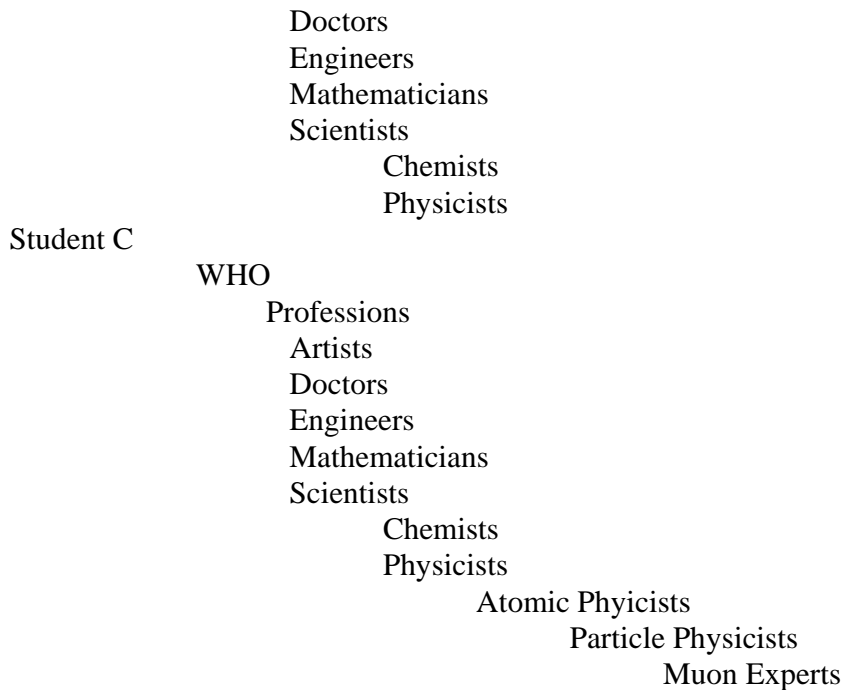 Doctors
Engineers
Mathematicians
Scientists
Chemists
Physicists
Student C
WHO
Professions
Artists
Doctors
Engineers
Mathematicians
Scientists
Chemists
Physicists
Atomic Phyicists
Particle Physicists
Muon Experts